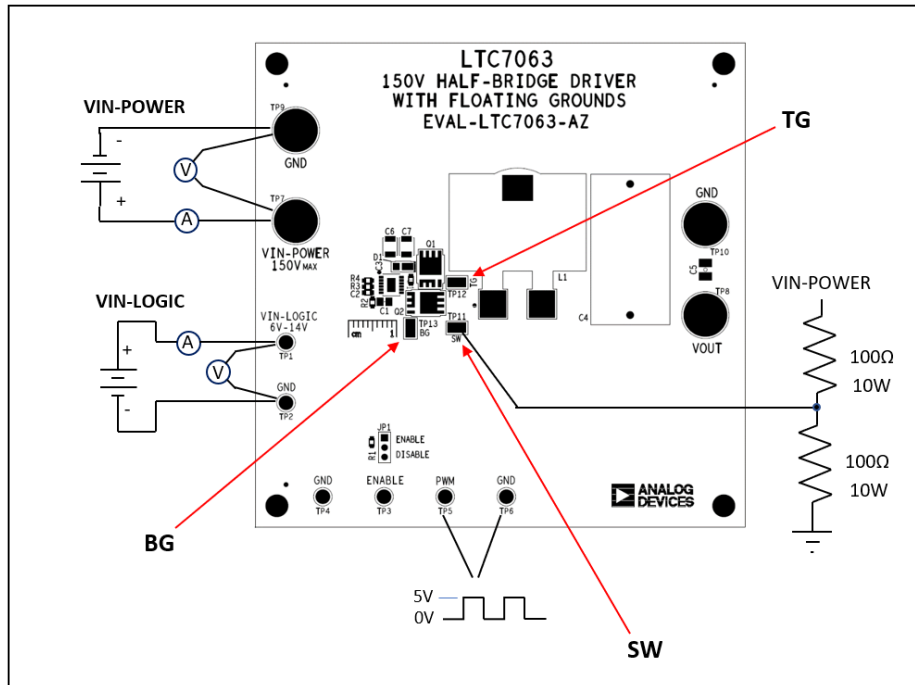 LTC7063
150V HALF-BRIDGE DRIVER
WITH FLOATING GROUNDS
EVAL-LTC7063-AZ
VIN-POWER
-
V
+
A
TP9
GND
TP7
VIN-POWER
150V MAX
TG
GND
TP10
C5
TP8
VOUT
C6
C7
D1
C3
Q1
R4
R3
C2
R2
C1
Q2
TG
TP12
L1
C4
TP13
BG
TP11
SW
cm
1
VIN-LOGIC
+
A
V
-
VIN-LOGIC
6V-14V
TP1
GND
TP2
VIN-POWER
100Ω
10W
100Ω
10W
JP1
R1
ENABLE
DISABLE
GND
TP4
ENABLE
TP3
PWM
TP5
GND
TP6
ANALOG
DEVICES
BG
5V
0V
SW